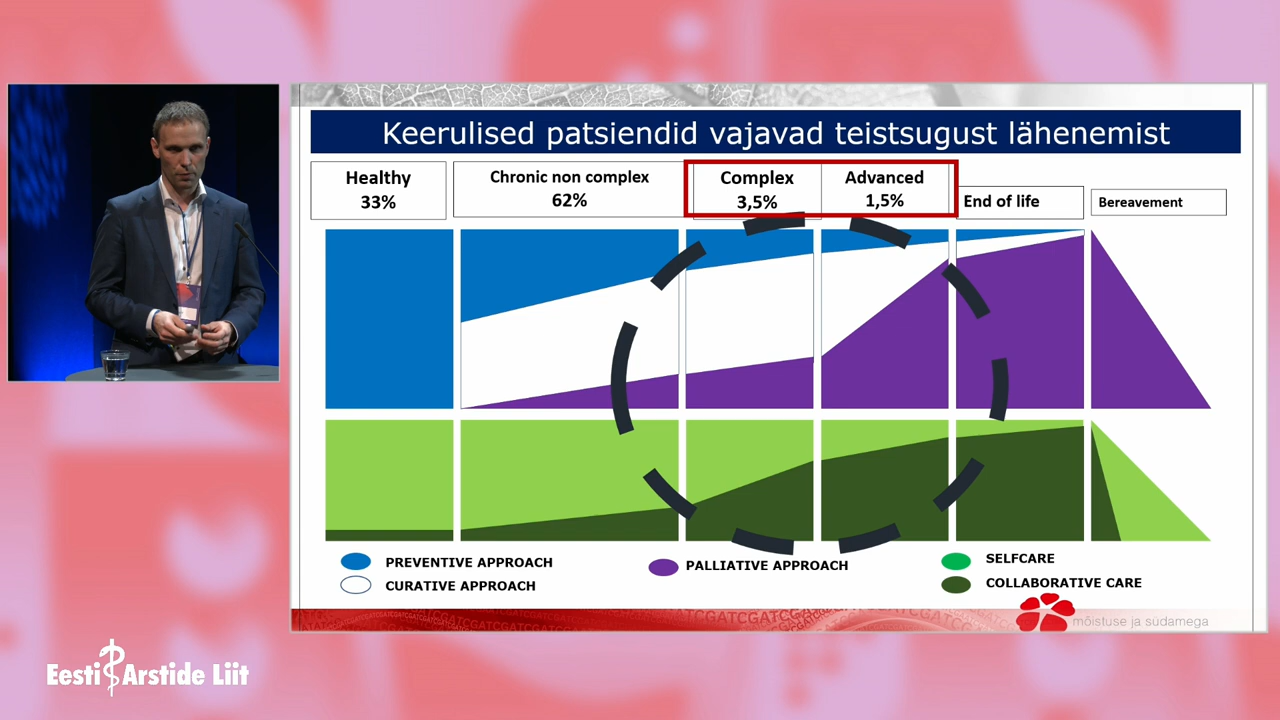 Keerulised patsiendid vajavad teistsugust lähenemist
Healthy
33%
Chronic non complex
62%
Complex
3,5%
Advanced
1,5%
End of life
Bereavement
PREVENTIVE APPROACH
CURATIVE APPROACH
PALLIATIVE APPROACH
SELFCARE
COLLABORATIVE CARE
mõistuse ja südamega
Eesti Arstide Liit